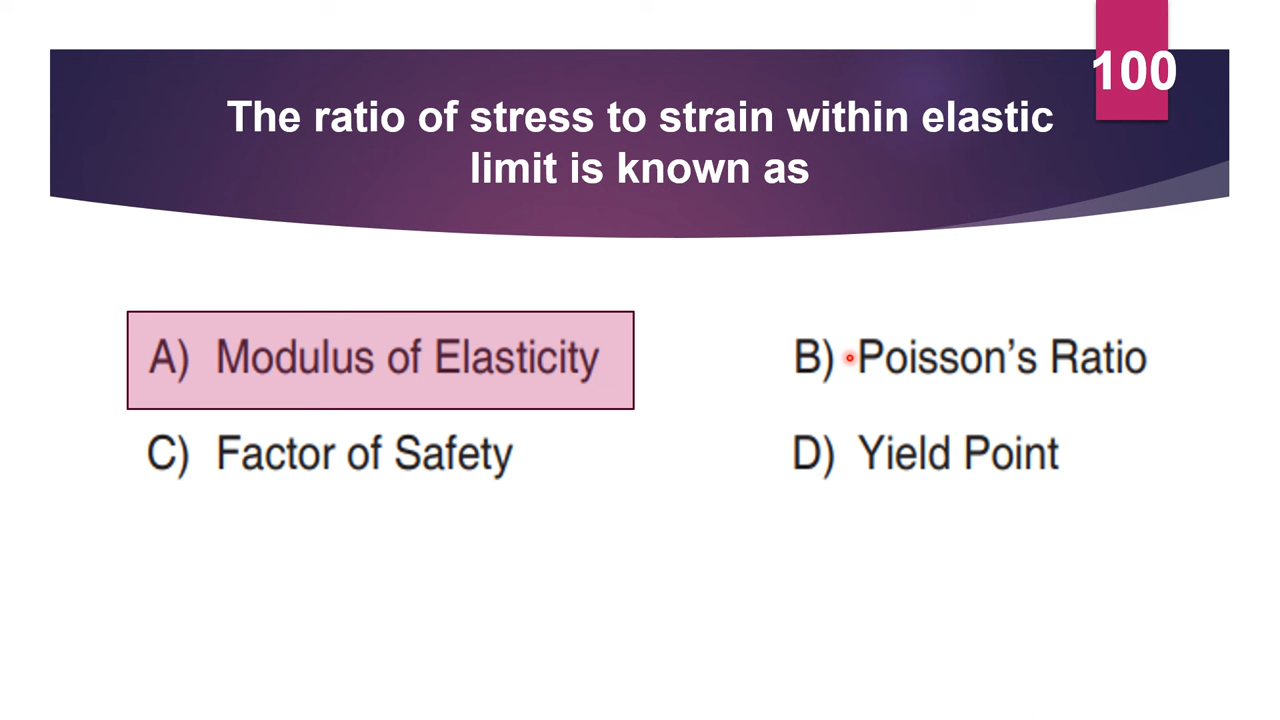 100
The ratio of stress to strain within elastic
limit is known as
A) Modulus of Elasticity
B) Poisson's Ratio
C) Factor of Safety
D) Yield Point